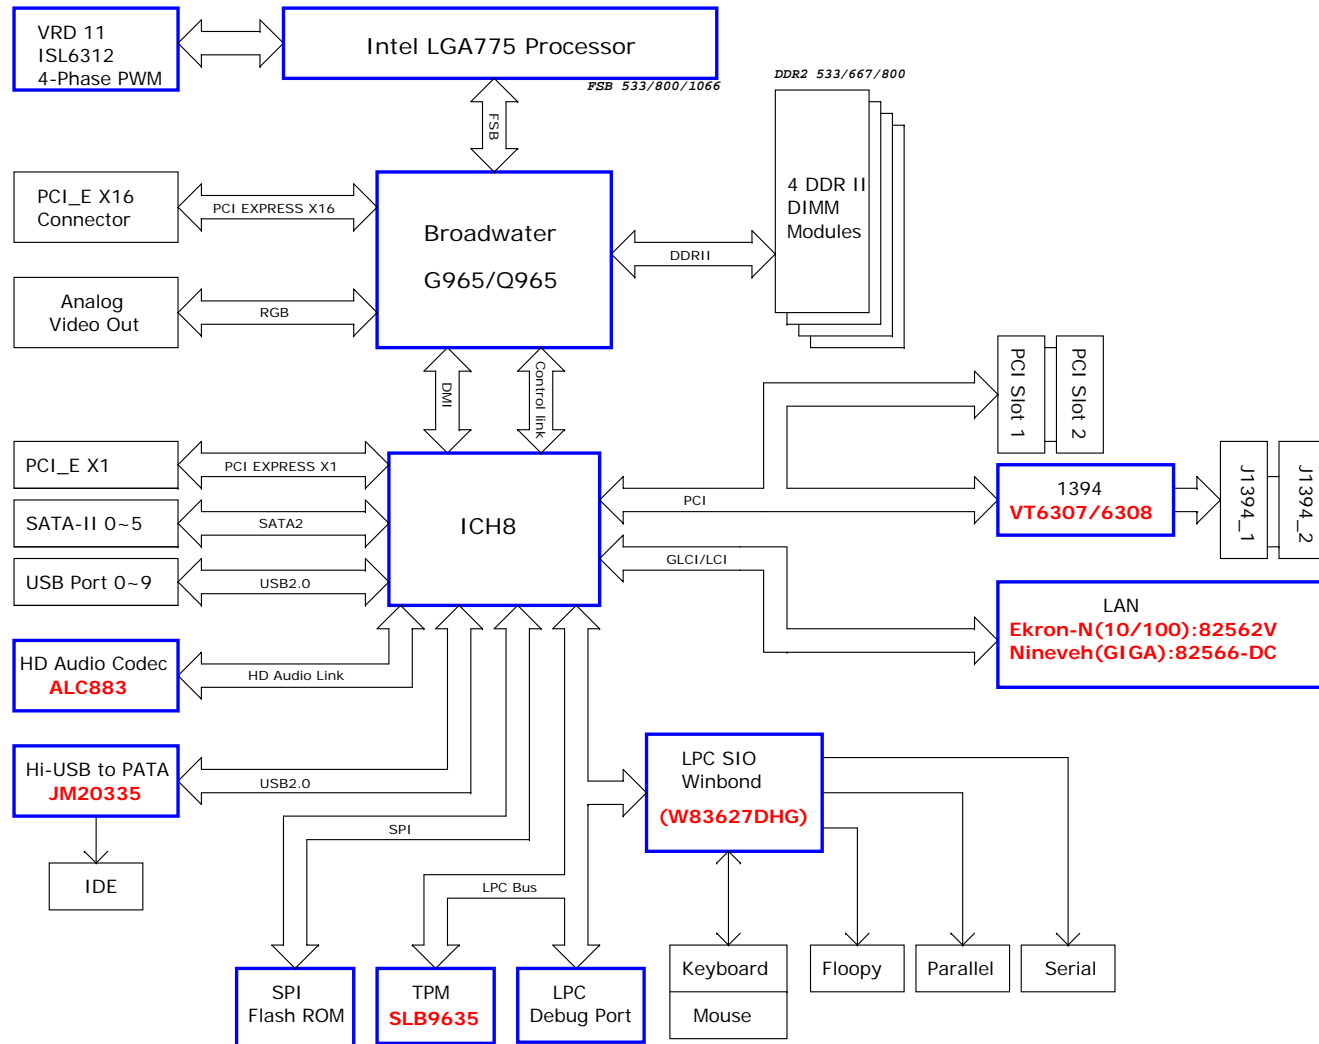 VRD 11
ISL6312
4-Phase PWM
Intel LGA775 Processor
FSB 533/800/1066
DDR2 533/667/800
FSB
PCI_E X16
Connector
PCI EXPRESS X16
Broadwater
G965/Q965
DDRII
4 DDR II
DIMM
Modules
Analog
Video Out
RGB
DMI
Control link
PCI Slot 1
PCI Slot 2
PCI_E X1
PCI EXPRESS X1
SATA-II 0~5
SATA2
USB Port 0~9
USB2.0
ICH8
PCI
GLCI/LCI
1394
VT6307/6308
J1394_1
J1394_2
LAN
Ekron-N(10/100):82562V
Nineveh(GIGA):82566-DC
HD Audio Codec
ALC883
HD Audio Link
Hi-USB to PATA
JM20335
USB2.0
IDE
SPI
LPC Bus
LPC SIO
Winbond
(W83627DHG)
SPI
Flash ROM
TPM
SLB9635
LPC
Debug Port
Keyboard
Mouse
Floopy
Parallel
Serial